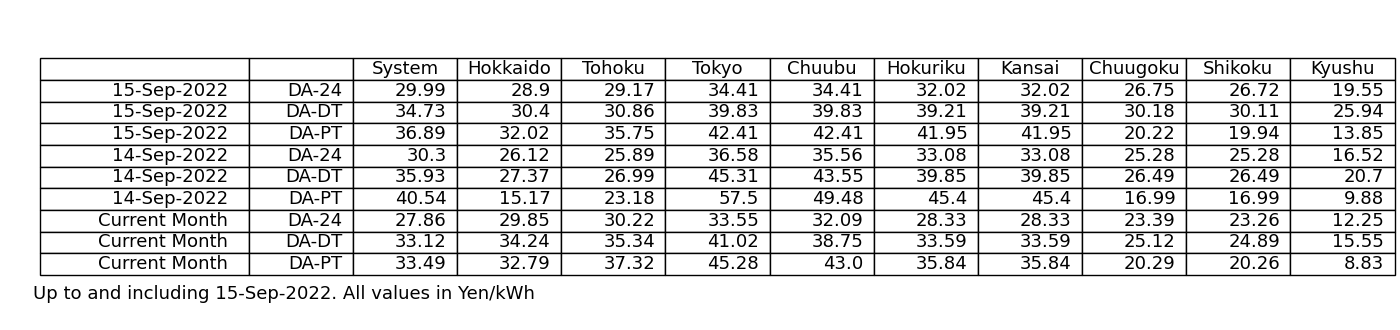 System Hokkaido Tohoku Tokyo Chuubu Hokuriku Kansai Chuugoku Shikoku Kyushu
15-Sep-2022 DA-24 29.99 28.9 29.17 34.41 34.41 32.02 32.02 26.75 26.72 19.55
15-Sep-2022 DA-DT 34.73 30.4 30.86 39.83 39.83 39.21 39.21 30.18 30.11 25.94
15-Sep-2022 DA-PT 36.89 32.02 35.75 42.41 42.41 41.95 41.95 20.22 19.94 13.85
14-Sep-2022 DA-24 30.3 26.12 25.89 36.58 35.56 33.08 33.08 25.28 25.28 16.52
14-Sep-2022 DA-DT 35.93 27.37 26.99 45.31 43.55 39.85 39.85 26.49 26.49 20.7
14-Sep-2022 DA-PT 40.54 15.17 23.18 57.5 49.48 45.4 45.4 16.99 16.99 9.88
Current Month DA-24 27.86 29.85 30.22 33.55 32.09 28.33 28.33 23.39 23.26 12.25
Current Month DA-DT 33.12 34.24 35.34 41.02 38.75 33.59 33.59 25.12 24.89 15.55
Current Month DA-PT 33.49 32.79 37.32 45.28 43.0 35.84 35.84 20.29 20.26 8.83
Up to and including 15-Sep-2022. All values in Yen/kWh